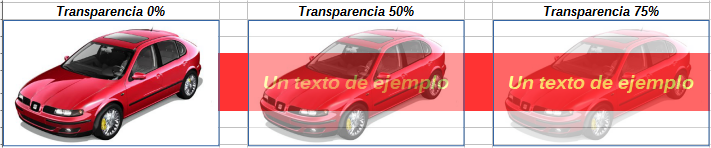 Transparencia 0%
Transparencia 50%
Transparencia 75%
Un texto de ejemplo
Un texto de ejemplo